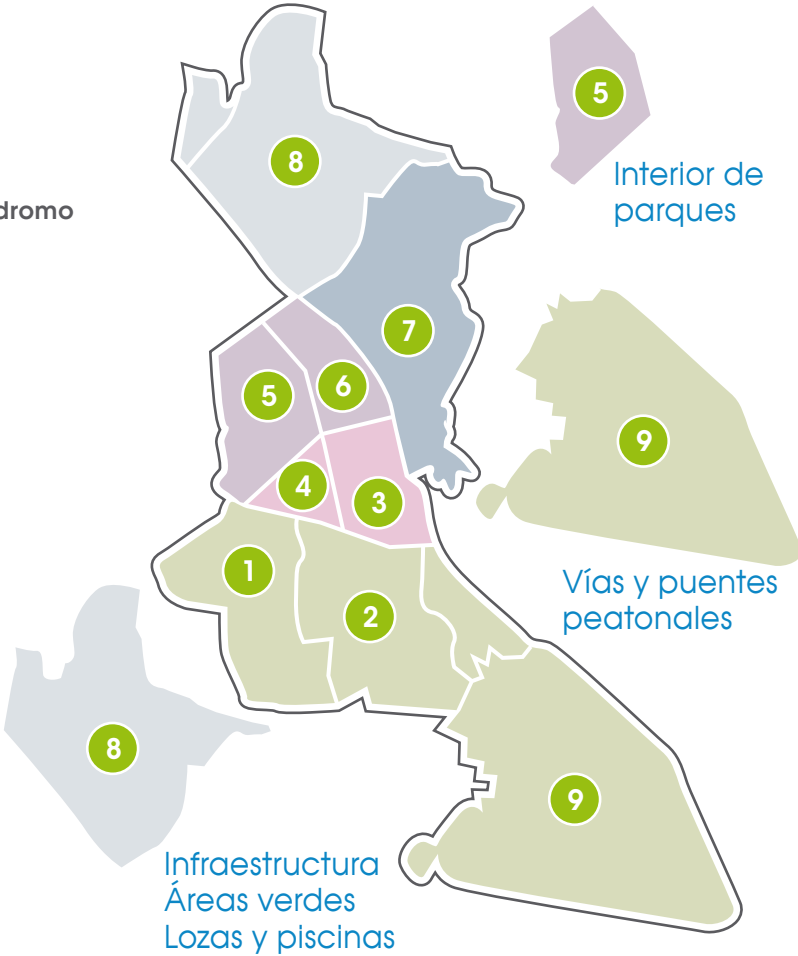 5
8
Interior de
parques
dromo
7
6
5
9
4
3
1
Vías y puentes
peatonales
2
8
9
Infraestructura
Áreas verdes
Lozas y piscinas